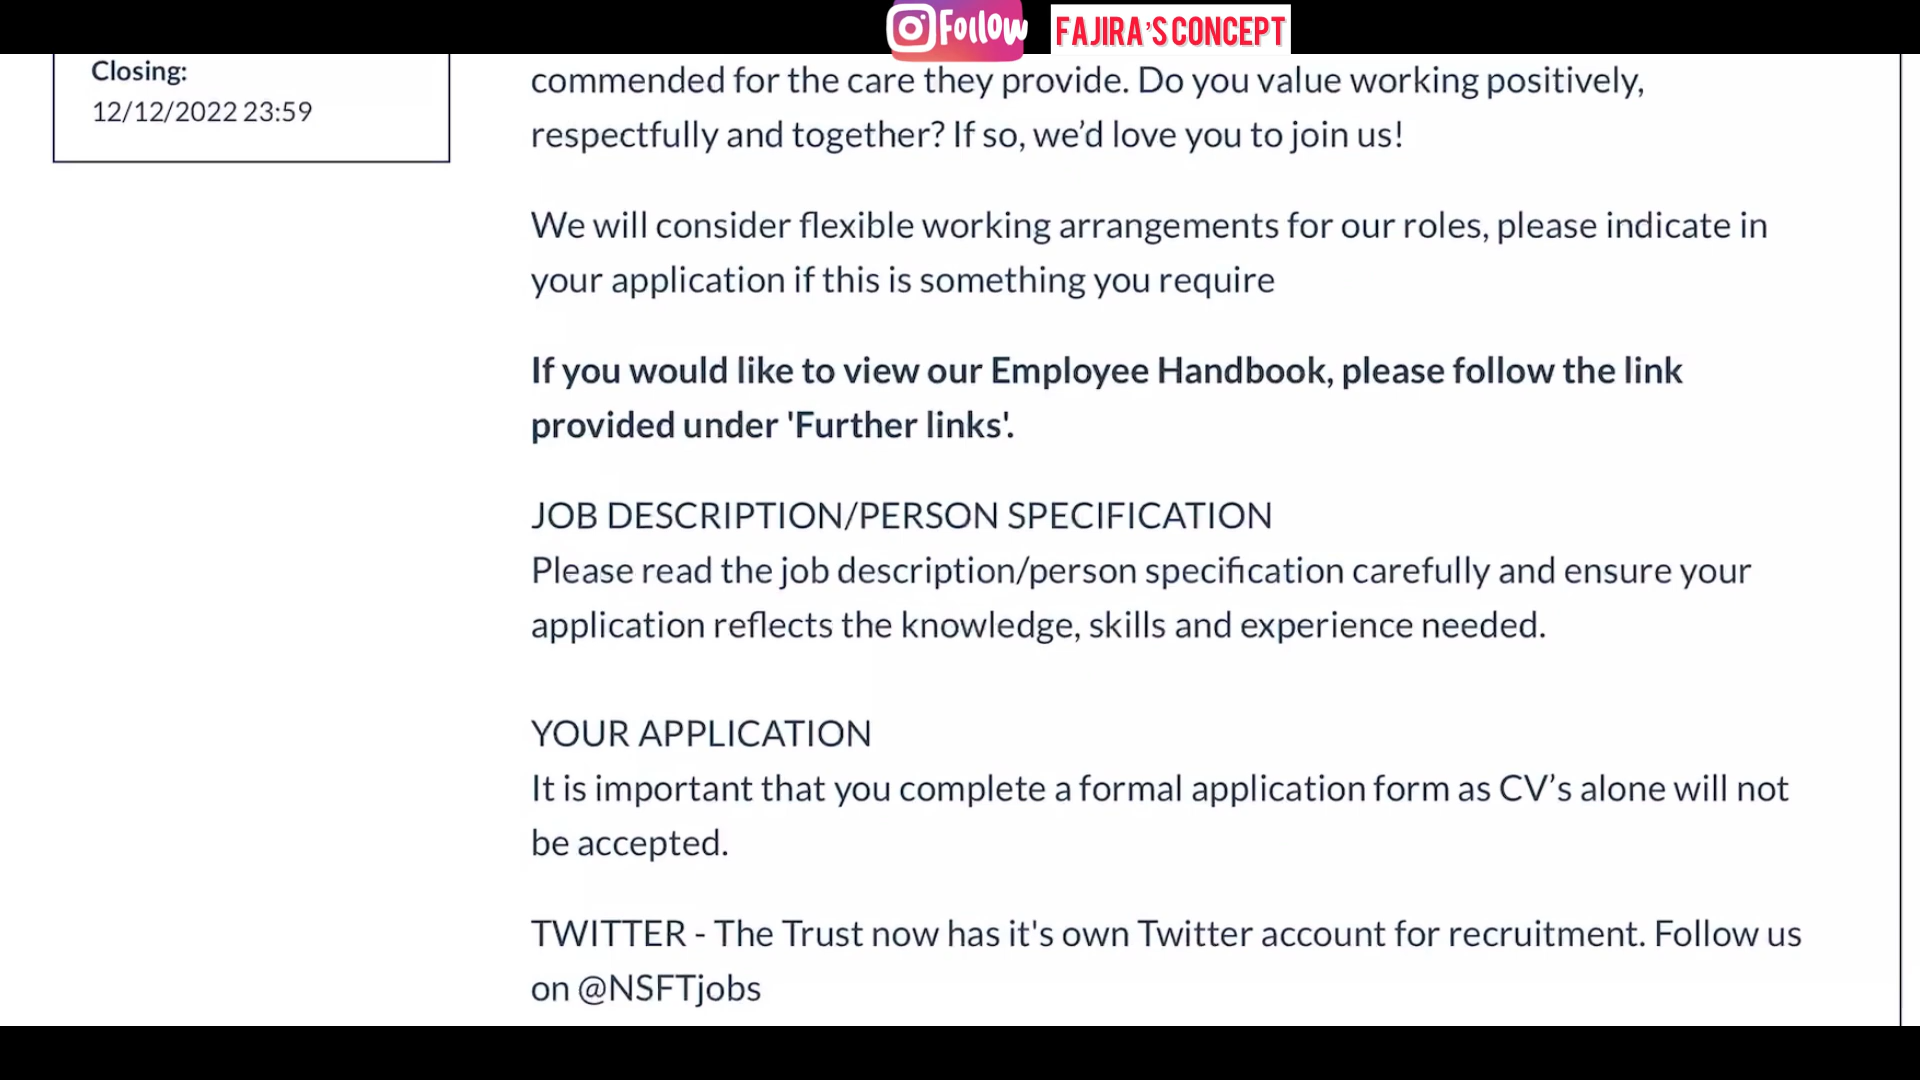 Follow FAJIRA'S CONCEPT
Closing:
12/12/2022 23:59
commended for the care they provide. Do you value working positively,
respectfully and together? If so, we’d love you to join us!
We will consider flexible working arrangements for our roles, please indicate in
your application if this is something you require
If you would like to view our Employee Handbook, please follow the link
provided under 'Further links'.
JOB DESCRIPTION/PERSON SPECIFICATION
Please read the job description/person specification carefully and ensure your
application reflects the knowledge, skills and experience needed.
YOUR APPLICATION
It is important that you complete a formal application form as CV’s alone will not
be accepted.
TWITTER - The Trust now has it's own Twitter account for recruitment. Follow us
on @NSFTjobs